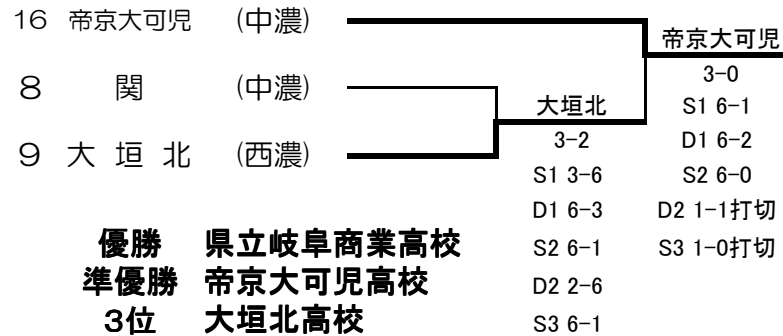 16 帝京大可児 (中濃)
帝京大可児
3-0
8 関 (中濃)
大垣北
S1 6-1
3-2
D1 6-2
9 大 垣 北 (西濃)
S1 3-6
S2 6-0
D1 6-3
D2 1-1打切
優勝 県立岐阜商業高校
S2 6-1
S3 1-0打切
準優勝 帝京大可児高校
D2 2-6
3位 大垣北高校
S3 6-1